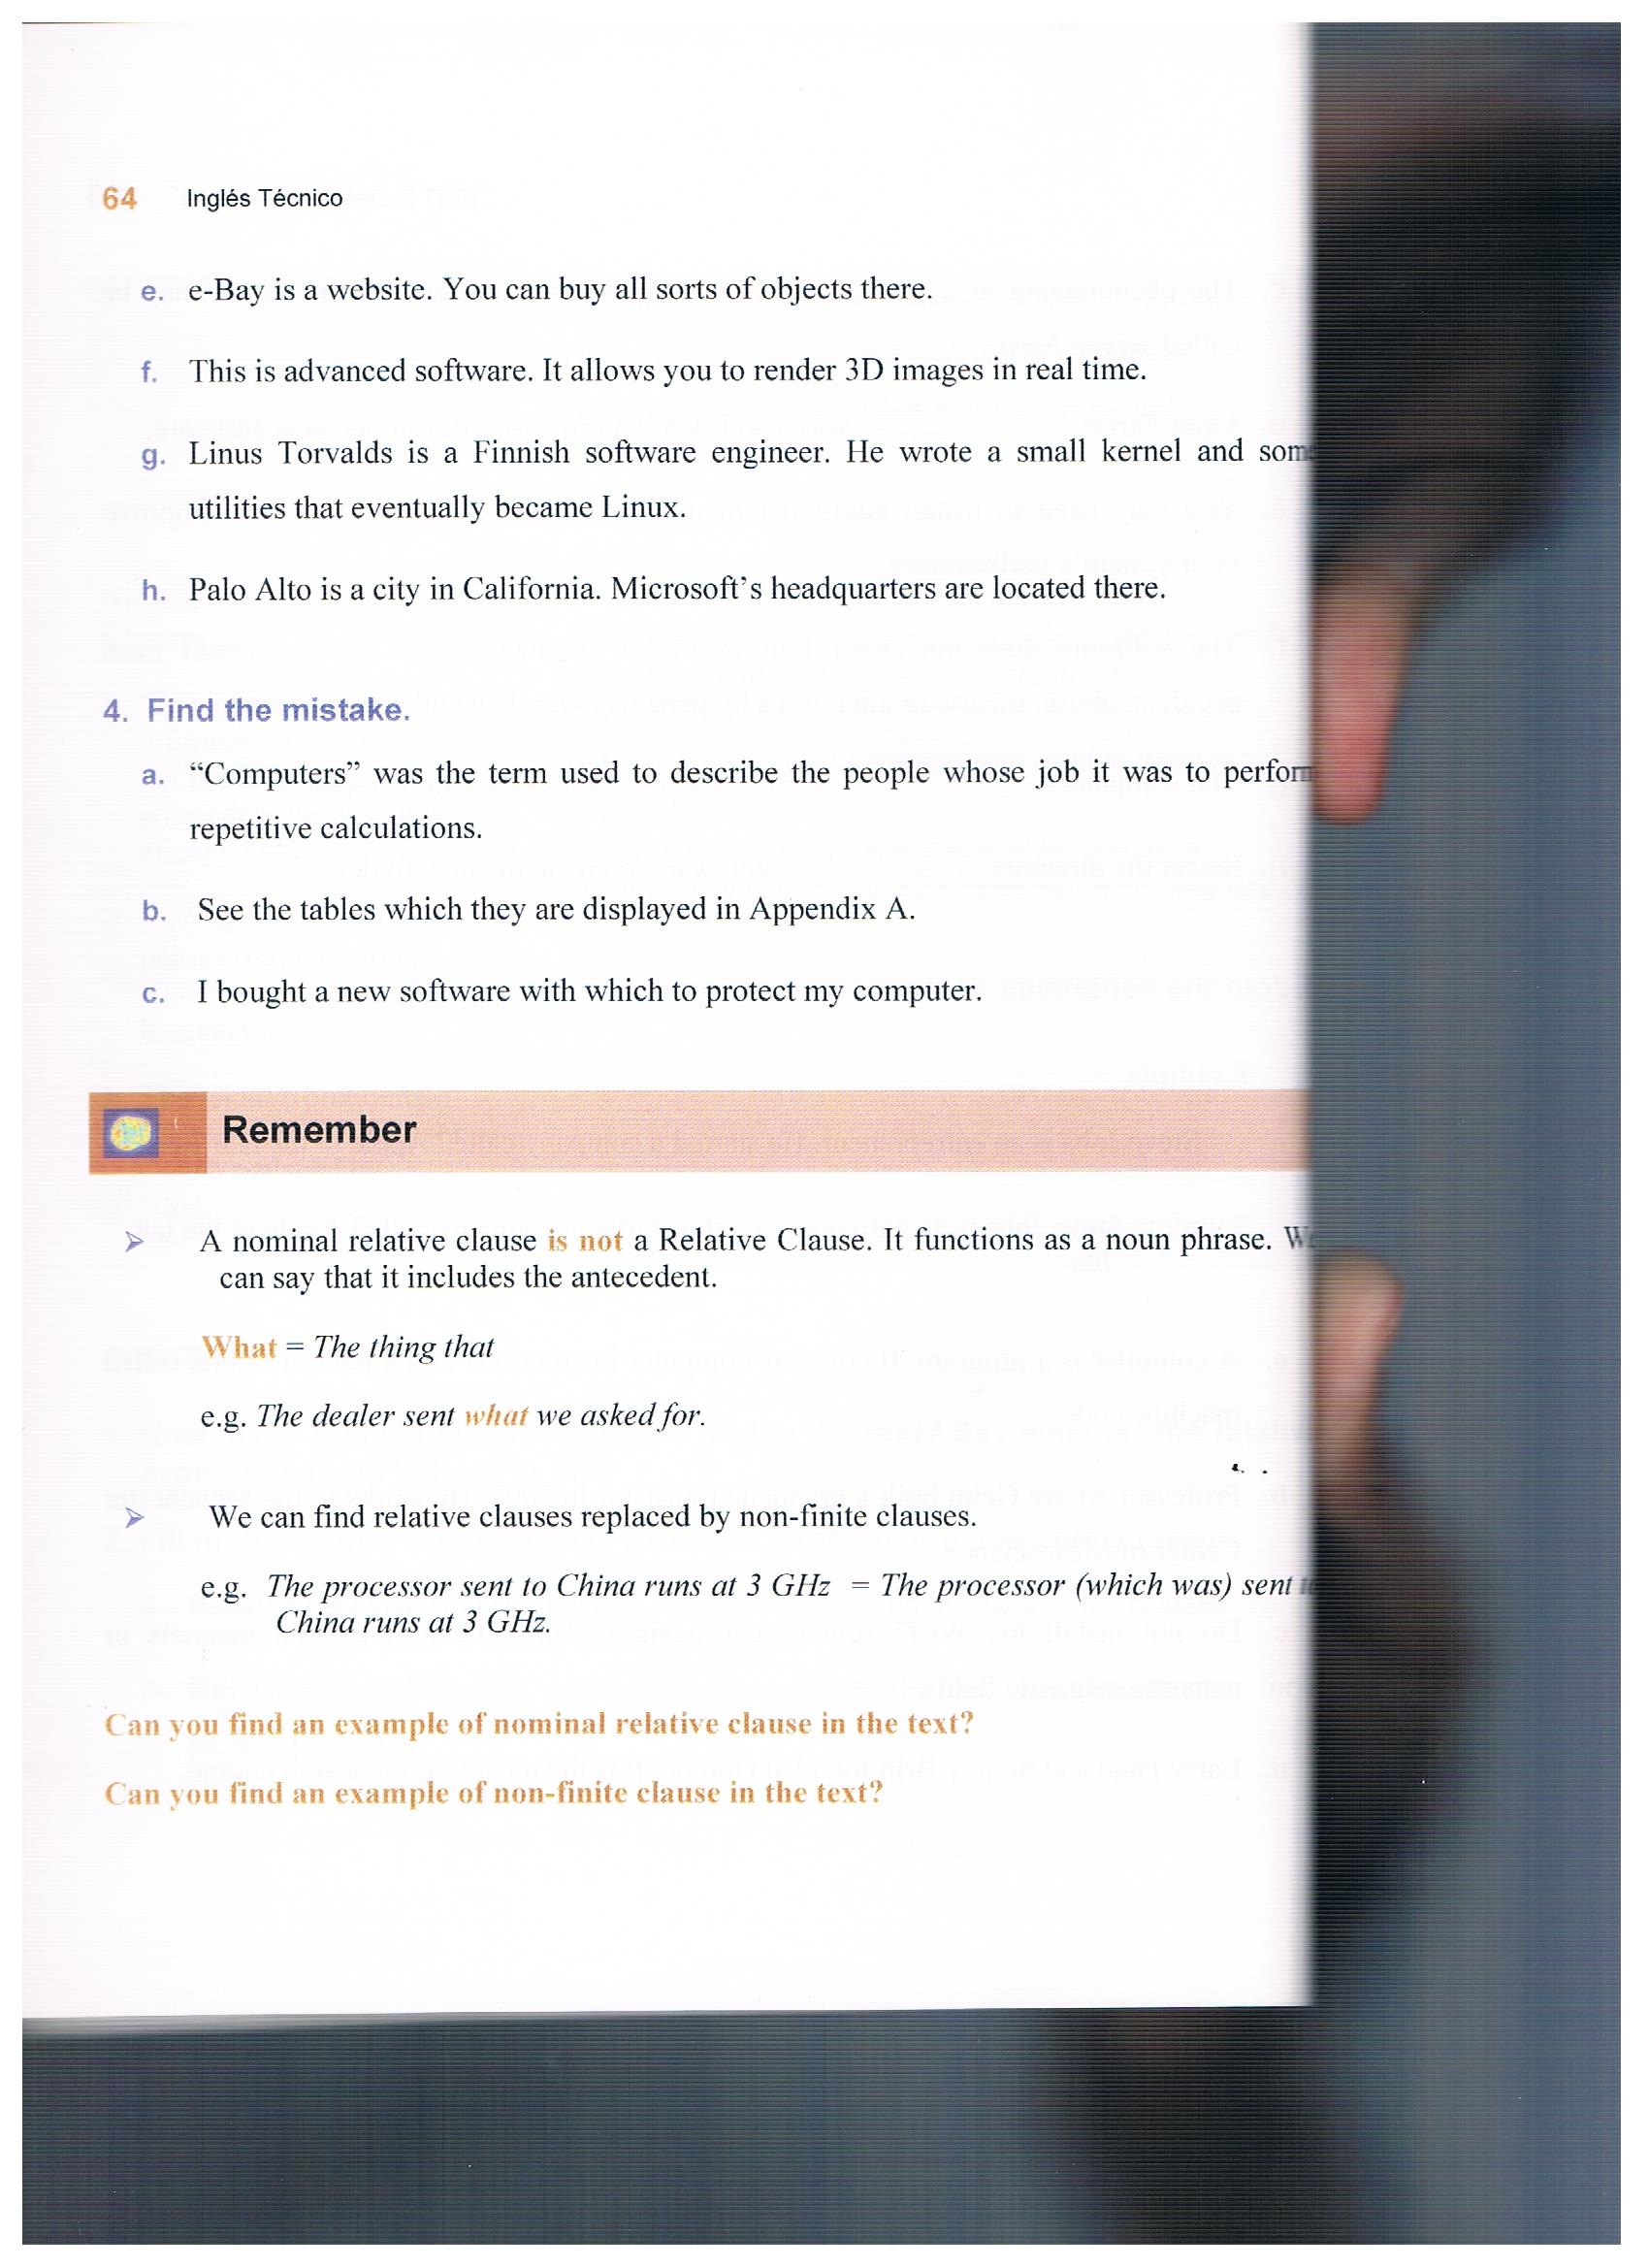 64 Inglés Técnico
e. e-Bay is a website. You can buy all sorts of objects there.
f. This is advanced software. It allows you to render 3D images in real time.
g. Linus Torvalds is a Finnish software engineer. He wrote a small kernel and some
utilities that eventually became Linux.
h. Palo Alto is a city in California. Microsoft's headquarters are located there.
4. Find the mistake.
a. “Computers” was the term used to describe the people whose job it was to perform
repetitive calculations.
b. See the tables which they are displayed in Appendix A.
c. I bought a new software with which to protect my computer.
Remember
➢ A nominal relative clause is not a Relative Clause. It functions as a noun phrase. We
can say that it includes the antecedent.
What = The thing that
e.g. The dealer sent what we asked for.
➢ We can find relative clauses replaced by non-finite clauses.
e.g. The processor sent to China runs at 3 GHz = The processor (which was) sent to
China runs at 3 GHz.
Can you find an example of nominal relative clause in the text?
Can you find an example of non-finite clause in the text?